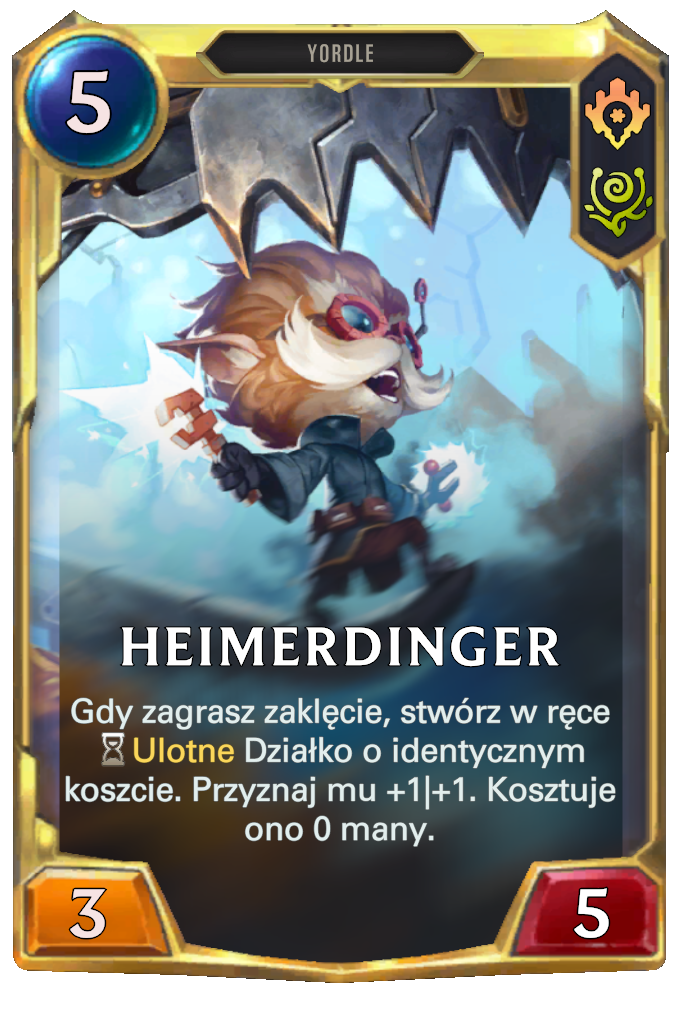 5
YORDLE
HEIMERDINGER
Gdy zagrasz zaklęcie, stwórz w ręce
Ulotne Działko o identycznym
koszcie. Przyznaj mu +1|+1. Kosztuje
ono 0 many.
3
5